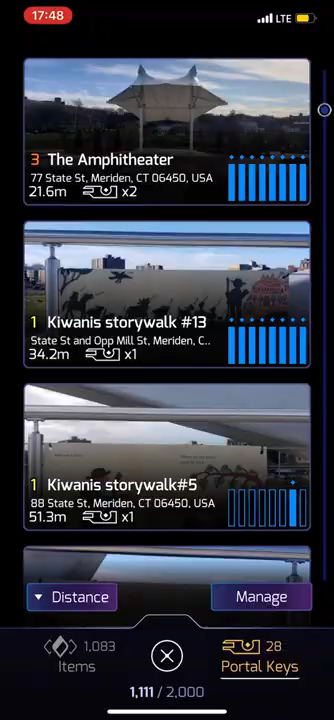 17:48
LTE
3 The Amphitheater
77 State St, Meriden, CT 06450, USA
21.6m x2
1 Kiwanis storywalk #13
State St and Opp Mill St, Meriden, C..
34.2m x1
1 Kiwanis storywalk#5
88 State St, Meriden, CT 06450, USA
51.3m x1
Distance
Manage
1,083
Items
28
Portal Keys
1,111 / 2,000